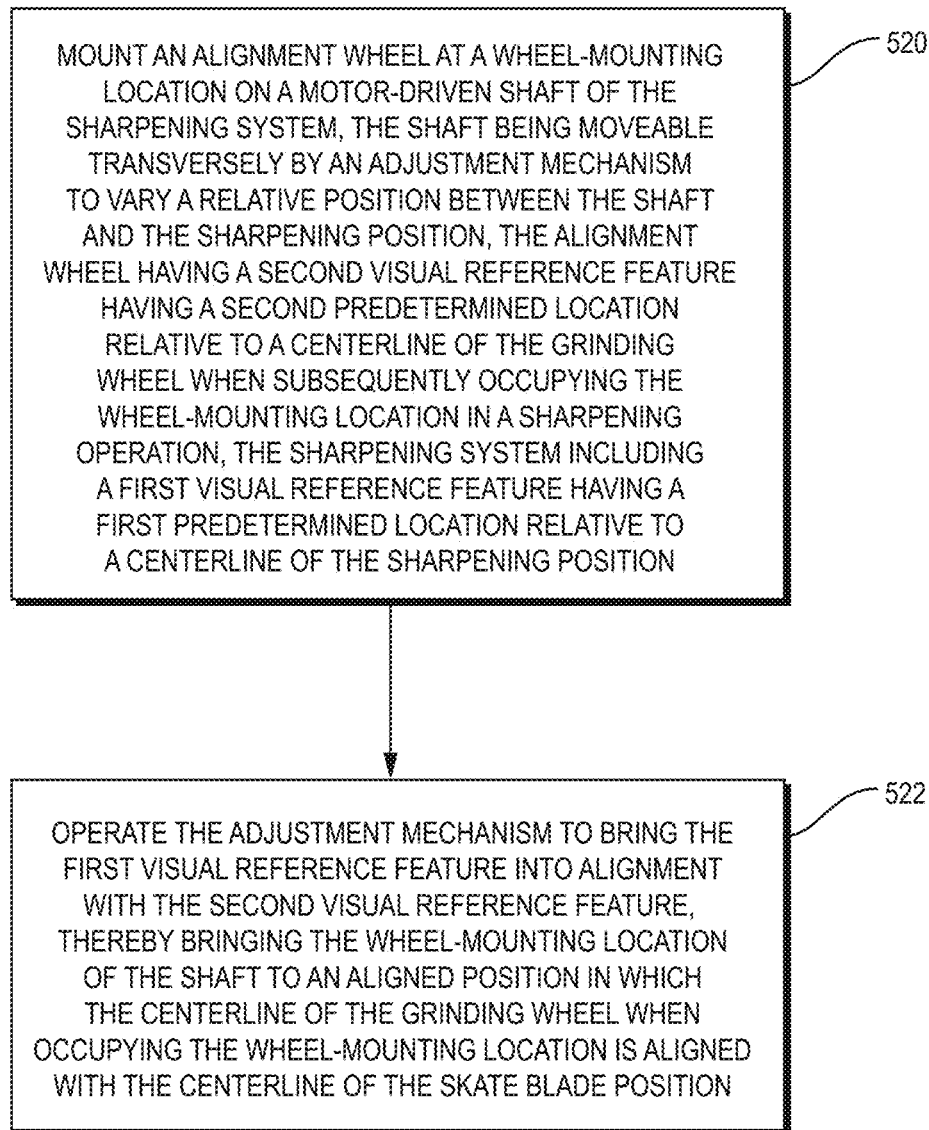 MOUNT AN ALIGNMENT WHEEL AT A WHEEL-MOUNTING
LOCATION ON A MOTOR-DRIVEN SHAFT OF THE
SHARPENING SYSTEM, THE SHAFT BEING MOVEABLE
TRANSVERSELY BY AN ADJUSTMENT MECHANISM
TO VARY A RELATIVE POSITION BETWEEN THE SHAFT
AND THE SHARPENING POSITION, THE ALIGNMENT
WHEEL HAVING A SECOND VISUAL REFERENCE FEATURE
HAVING A SECOND PREDETERMINED LOCATION
RELATIVE TO A CENTERLINE OF THE GRINDING
WHEEL WHEN SUBSEQUENTLY OCCUPYING THE
WHEEL-MOUNTING LOCATION IN A SHARPENING
OPERATION, THE SHARPENING SYSTEM INCLUDING
A FIRST VISUAL REFERENCE FEATURE HAVING A
FIRST PREDETERMINED LOCATION RELATIVE TO
A CENTERLINE OF THE SHARPENING POSITION
520
OPERATE THE ADJUSTMENT MECHANISM TO BRING THE
FIRST VISUAL REFERENCE FEATURE INTO ALIGNMENT
WITH THE SECOND VISUAL REFERENCE FEATURE,
THEREBY BRINGING THE WHEEL-MOUNTING LOCATION
OF THE SHAFT TO AN ALIGNED POSITION IN WHICH
THE CENTERLINE OF THE GRINDING WHEEL WHEN
OCCUPYING THE WHEEL-MOUNTING LOCATION IS ALIGNED
WITH THE CENTERLINE OF THE SKATE BLADE POSITION
522